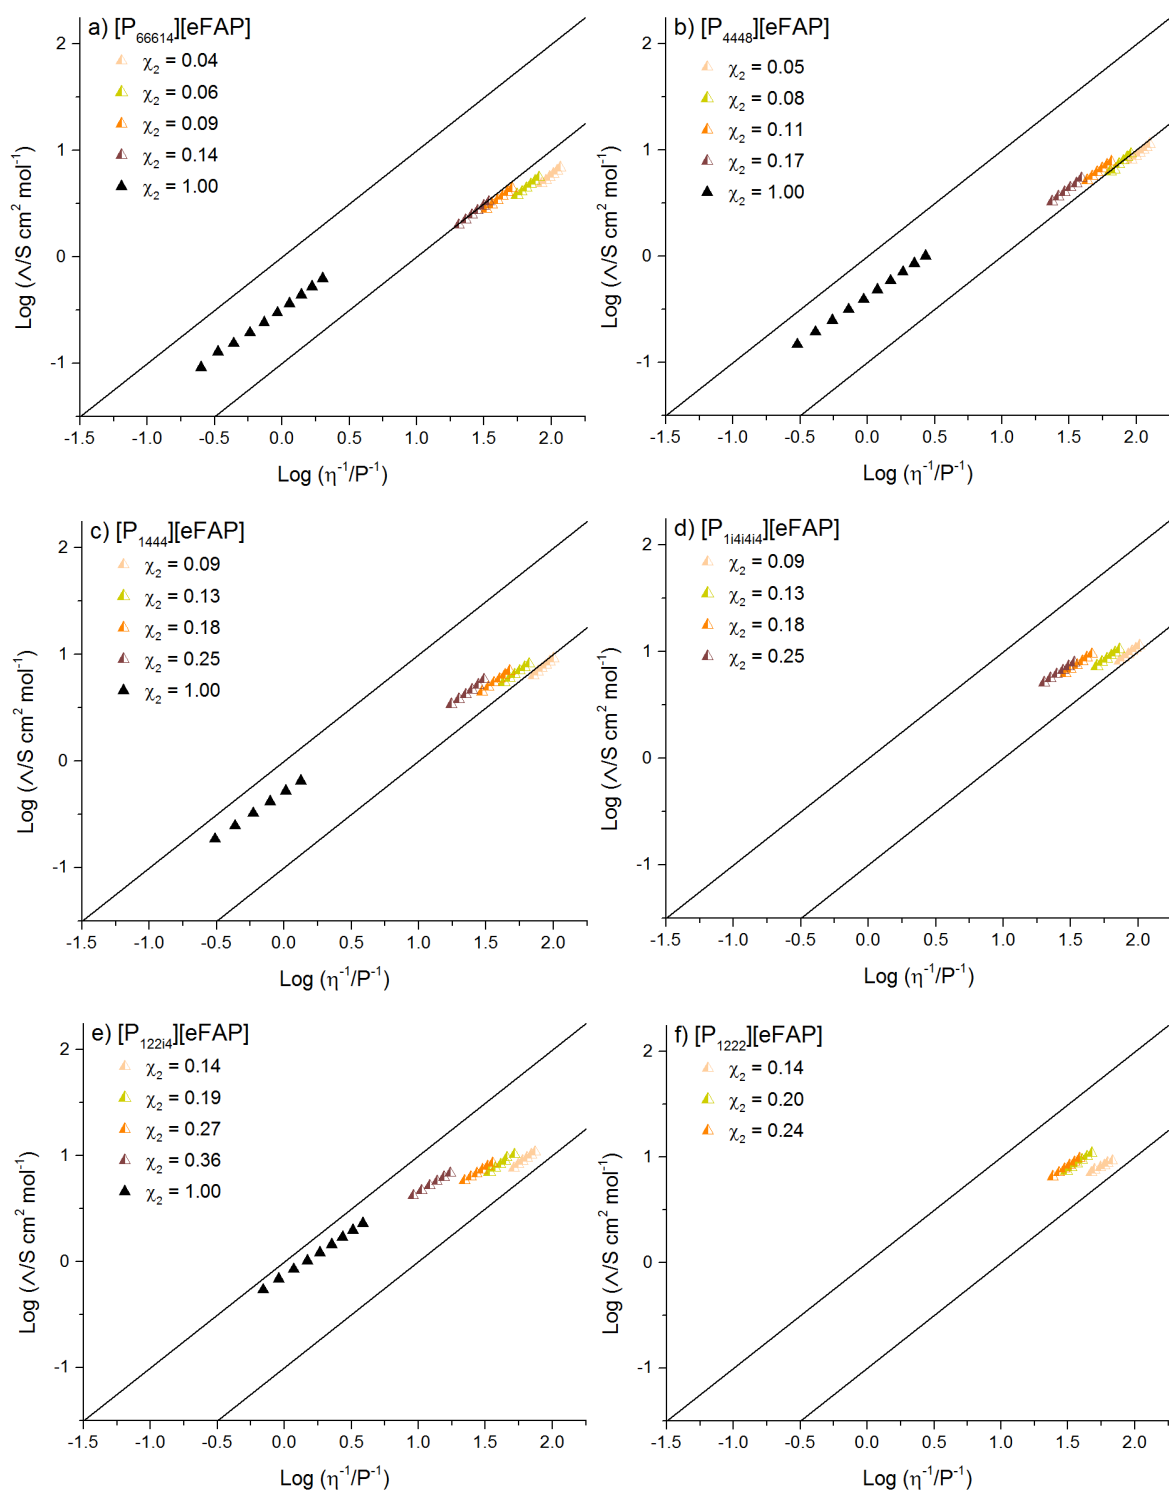 a) [P66614][eFAP]
χ2 = 0.04
χ2 = 0.06
χ2 = 0.09
χ2 = 0.14
χ2 = 1.00
Log (Λ/S cm2 mol-1)
2
1
0
-1
-1.5 -1.0 -0.5 0.0 0.5 1.0 1.5 2.0
Log (η-1/P-1)
b) [P4448][eFAP]
χ2 = 0.05
χ2 = 0.08
χ2 = 0.11
χ2 = 0.17
χ2 = 1.00
Log (Λ/S cm2 mol-1)
2
1
0
-1
-1.5 -1.0 -0.5 0.0 0.5 1.0 1.5 2.0
Log (η-1/P-1)
c) [P1444][eFAP]
χ2 = 0.09
χ2 = 0.13
χ2 = 0.18
χ2 = 0.25
χ2 = 1.00
Log (Λ/S cm2 mol-1)
2
1
0
-1
-1.5 -1.0 -0.5 0.0 0.5 1.0 1.5 2.0
Log (η-1/P-1)
d) [P1i4i4i4][eFAP]
χ2 = 0.09
χ2 = 0.13
χ2 = 0.18
χ2 = 0.25
Log (Λ/S cm2 mol-1)
2
1
0
-1
-1.5 -1.0 -0.5 0.0 0.5 1.0 1.5 2.0
Log (η-1/P-1)
e) [P122i4][eFAP]
χ2 = 0.14
χ2 = 0.19
χ2 = 0.27
χ2 = 0.36
χ2 = 1.00
Log (Λ/S cm2 mol-1)
2
1
0
-1
-1.5 -1.0 -0.5 0.0 0.5 1.0 1.5 2.0
Log (η-1/P-1)
f) [P1222][eFAP]
χ2 = 0.14
χ2 = 0.20
χ2 = 0.24
Log (Λ/S cm2 mol-1)
2
1
0
-1
-1.5 -1.0 -0.5 0.0 0.5 1.0 1.5 2.0
Log (η-1/P-1)